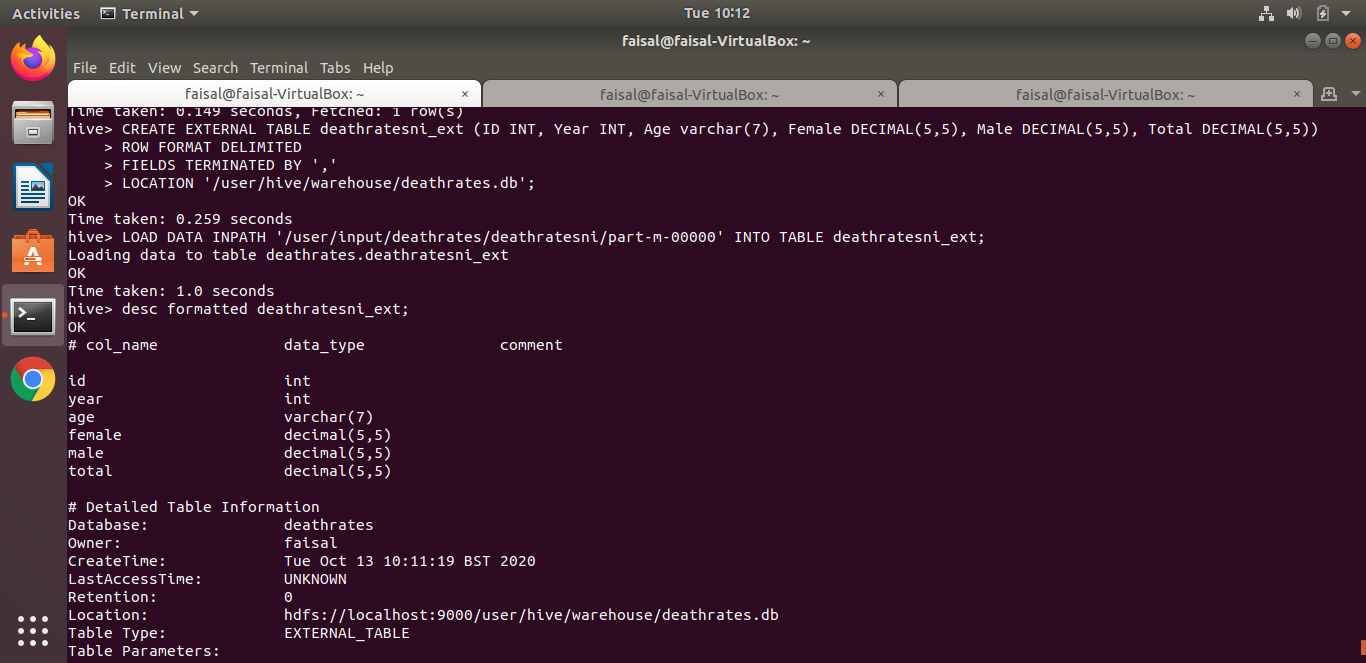 Activities Terminal Tue 10:12
faisal@faisal-VirtualBox: ~
File Edit View Search Terminal Tabs Help
faisal@faisal-VirtualBox: ~ × faisal@faisal-VirtualBox: ~ × faisal@faisal-VirtualBox: ~ ×
Time taken: 0.149 seconds, Fetched: 1 row(s)
hive> CREATE EXTERNAL TABLE deathratesni_ext (ID INT, Year INT, Age varchar(7), Female DECIMAL(5,5), Male DECIMAL(5,5), Total DECIMAL(5,5))
    > ROW FORMAT DELIMITED
    > FIELDS TERMINATED BY ','
    > LOCATION '/user/hive/warehouse/deathrates.db';
OK
Time taken: 0.259 seconds
hive> LOAD DATA INPATH '/user/input/deathrates/deathratesni/part-m-00000' INTO TABLE deathratesni_ext;
Loading data to table deathrates.deathratesni_ext
OK
Time taken: 1.0 seconds
hive> desc formatted deathratesni_ext;
OK
# col_name data_type comment
id int
year int
age varchar(7)
female decimal(5,5)
male decimal(5,5)
total decimal(5,5)
# Detailed Table Information
Database: deathrates
Owner: faisal
CreateTime: Tue Oct 13 10:11:19 BST 2020
LastAccessTime: UNKNOWN
Retention: 0
Location: hdfs://localhost:9000/user/hive/warehouse/deathrates.db
Table Type: EXTERNAL_TABLE
Table Parameters: